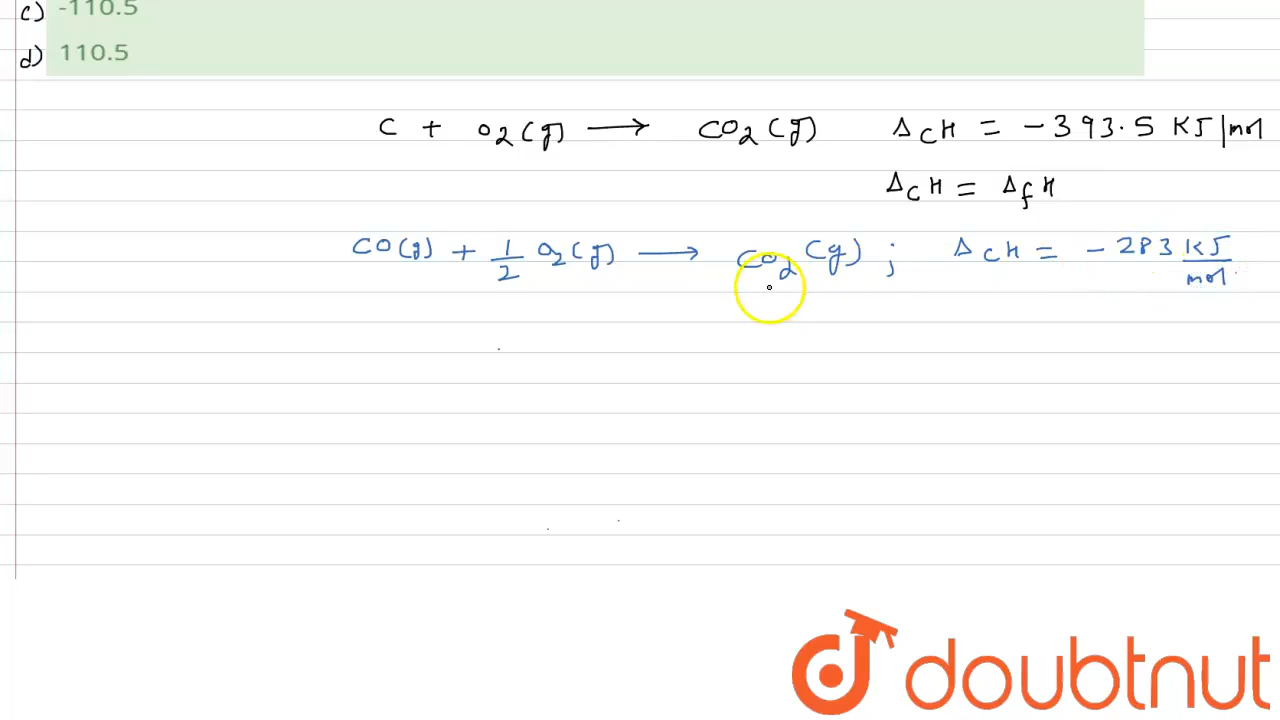 c) -110.5
d) 110.5
C + O2(g) ⟶ CO2(g) ΔCH = -393.5 KJ/mol
ΔCH = ΔfH
CO(g) + 1/2 O2(g) ⟶ CO2(g) ; ΔCH = -283 KJ/mol
doubtnut